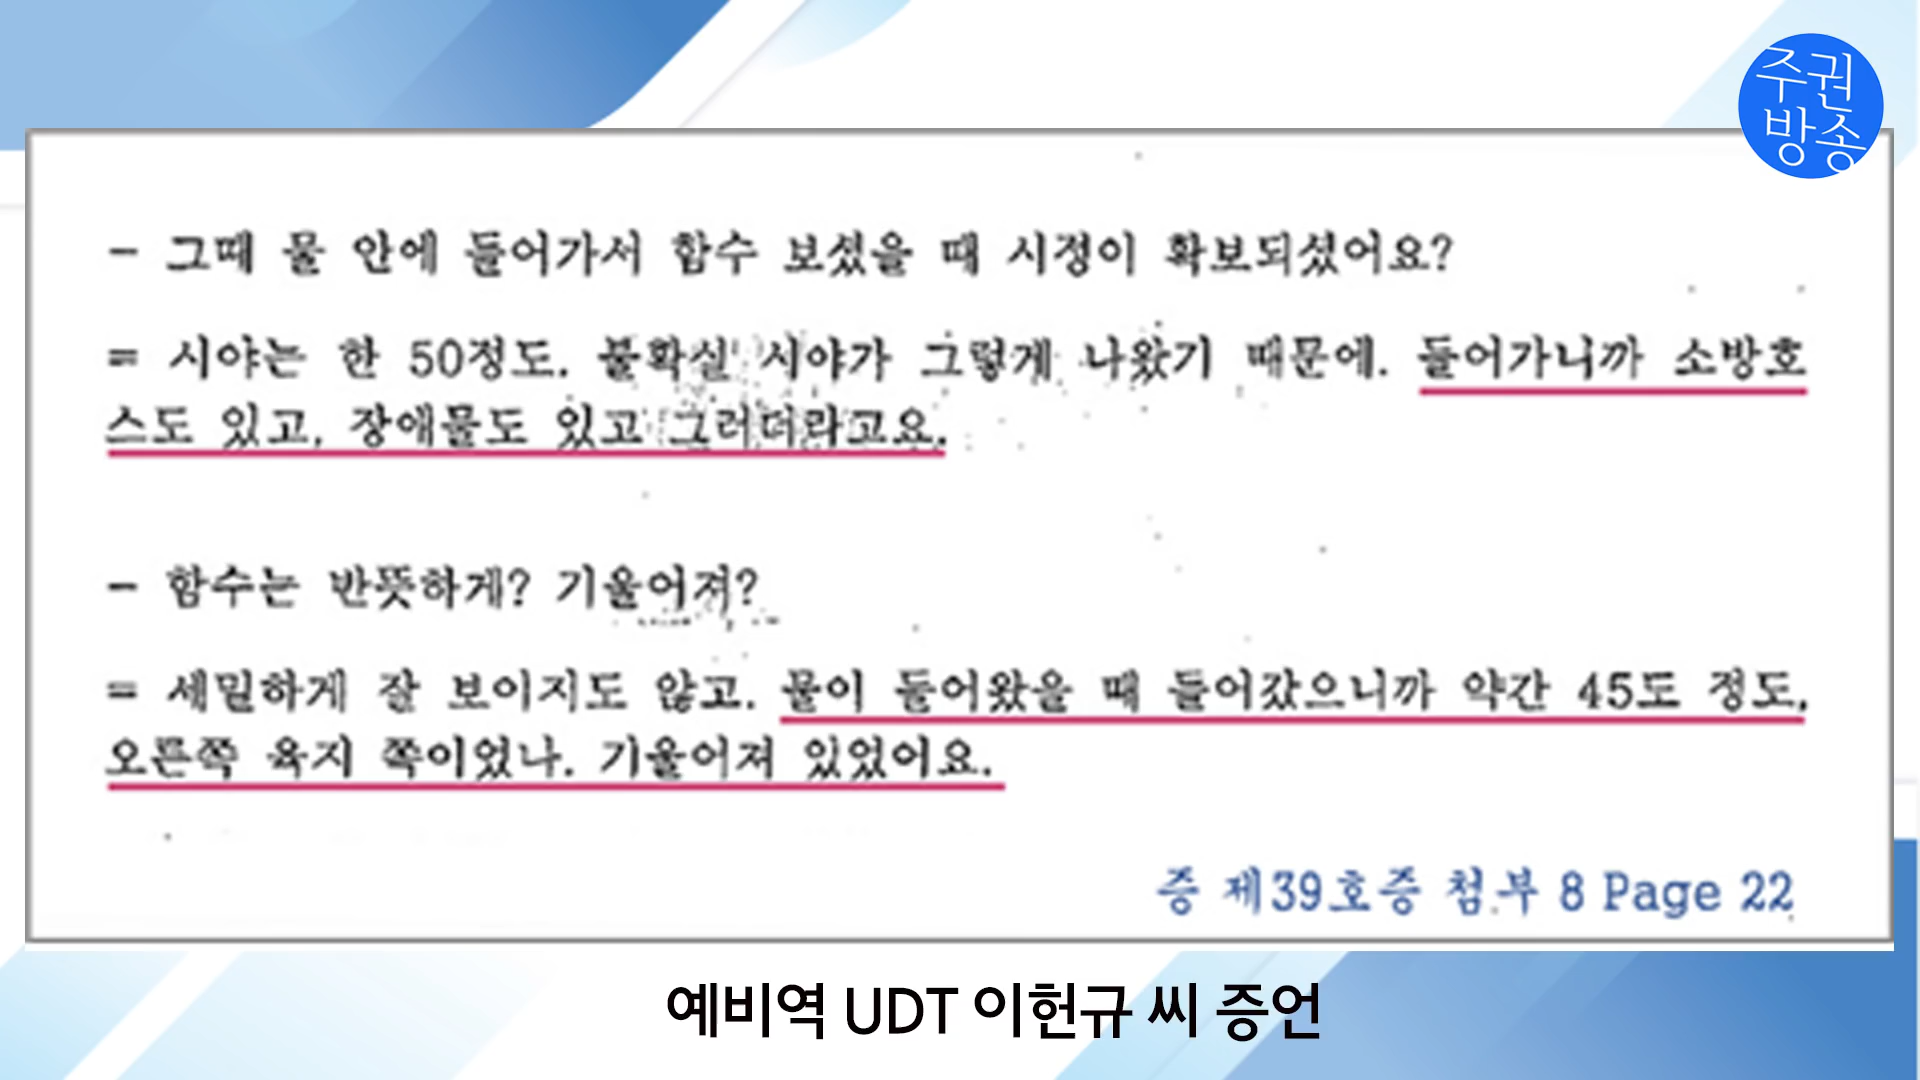 주권
방송
- 그때 물 안에 들어가서 함수 보셨을 때 시정이 확보되셨어요?
= 시야는 한 50정도. 불확실 시야가 그렇게 나왔기 때문에. 들어가니까 소방호
스도 있고, 장애물도 있고 그러더라고요.
- 함수는 반듯하게? 기울어져?
= 세밀하게 잘 보이지도 않고. 물이 들어왔을 때 들어갔으니까 약간 45도 정도,
오른쪽 육지 쪽이었나. 기울어져 있었어요.
증 제39호증 첨부 8 Page 22
예비역 UDT 이헌규 씨 증언